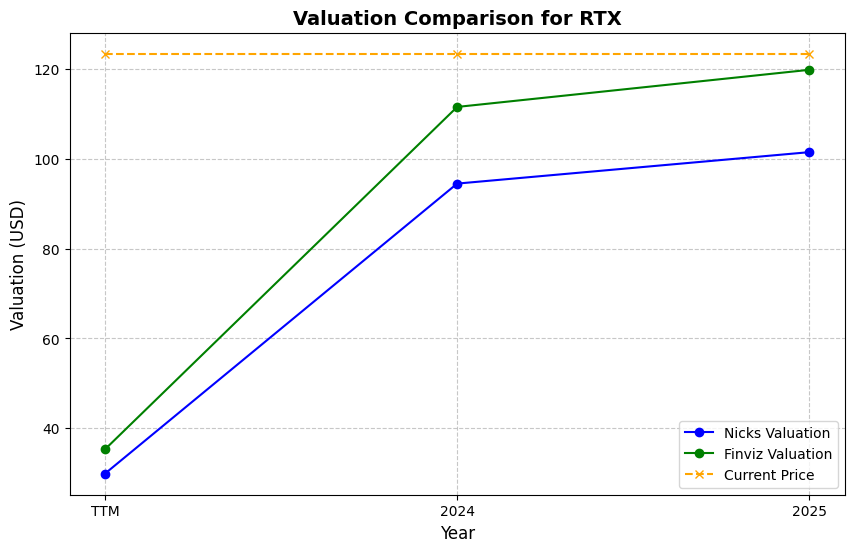 Valuation Comparison for RTX
Valuation (USD)
120
100
80
60
40
TTM
2024
2025
Year
Nicks Valuation
Finviz Valuation
Current Price